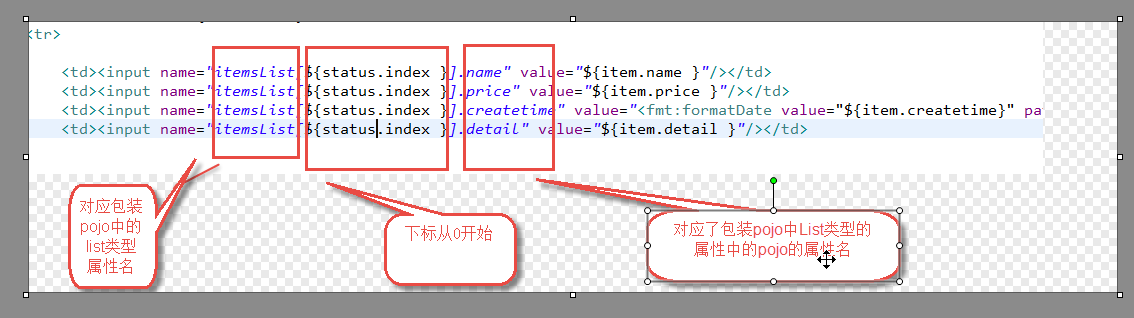 <tr>
<td><input name="itemsList[${status.index }].name" value="${item.name }"/></td>
<td><input name="itemsList[${status.index }].price" value="${item.price }"/></td>
<td><input name="itemsList[${status.index }].createtime" value="<fmt:formatDate value="${item.createtime}" pa
<td><input name="itemsList[${status.index }].detail" value="${item.detail }"/></td>
对应包装
pojo中的
list类型
属性名
下标从0开始
对应了包装pojo中List类型的
属性中的pojo的属性名